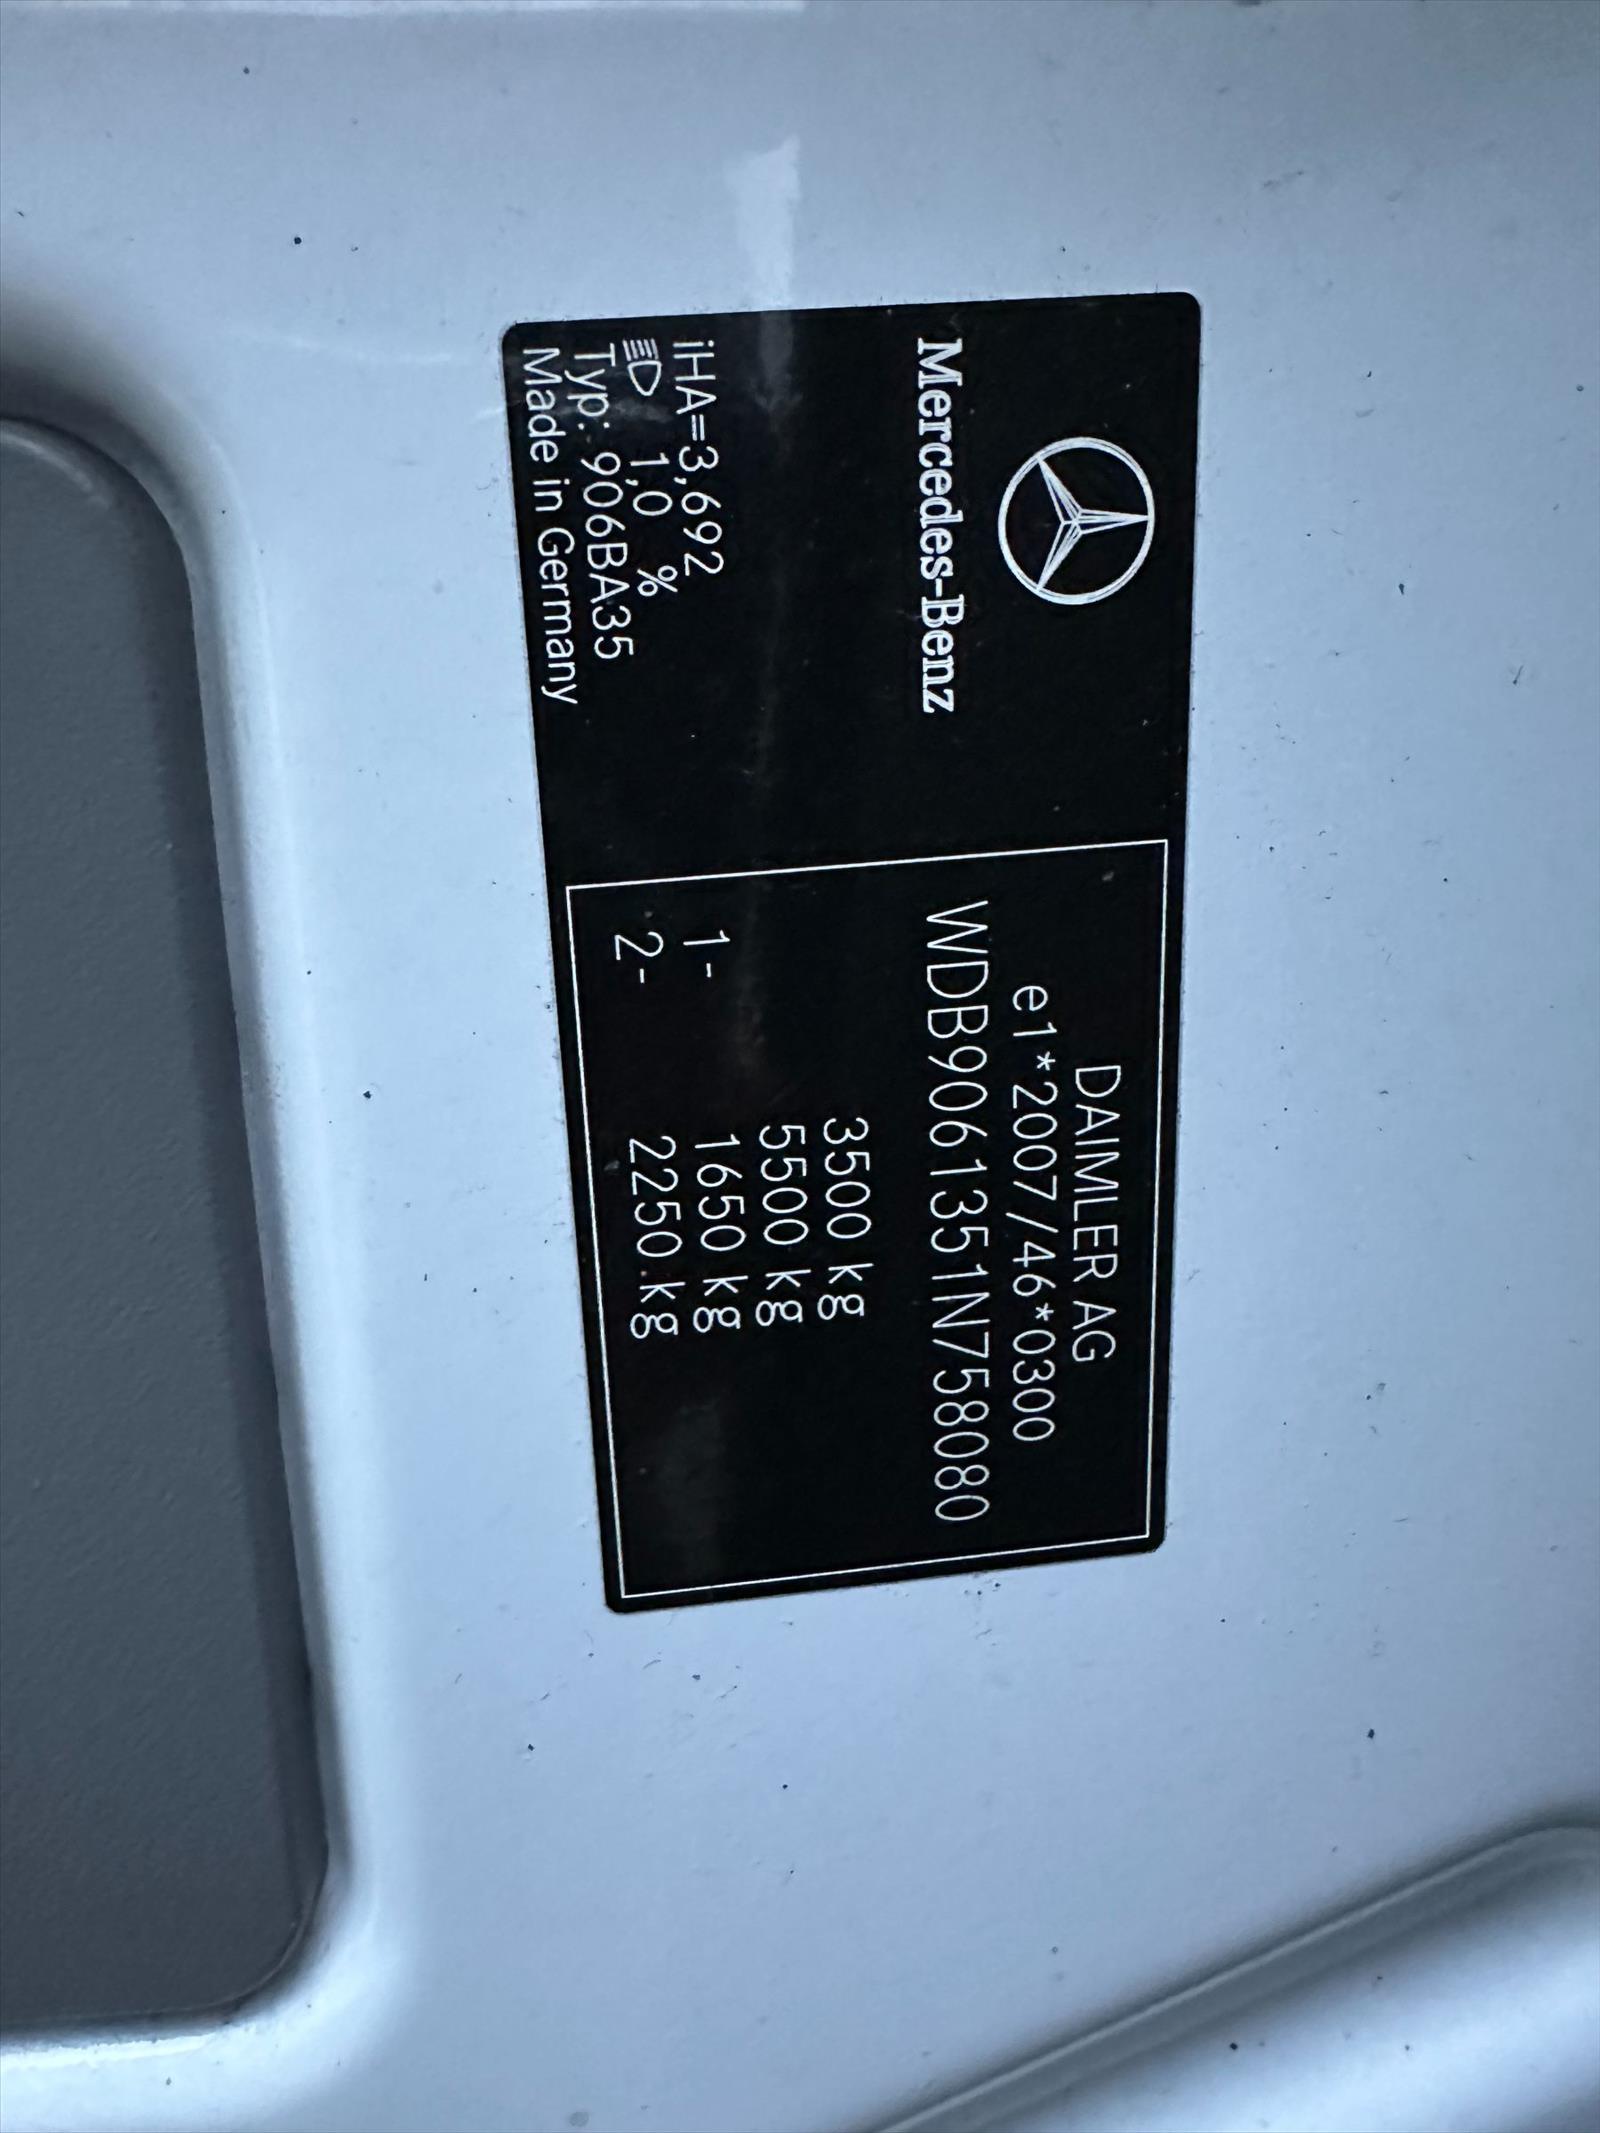 Mercedes-Benz
iHA=3,692
1,0 %
Typ: 906BA35
Made in Germany
DAIMLER AG
e1*2007/46*0300
WDB9061351N758080
3500 kg
5500 kg
1- 1650 kg
2- 2250 kg